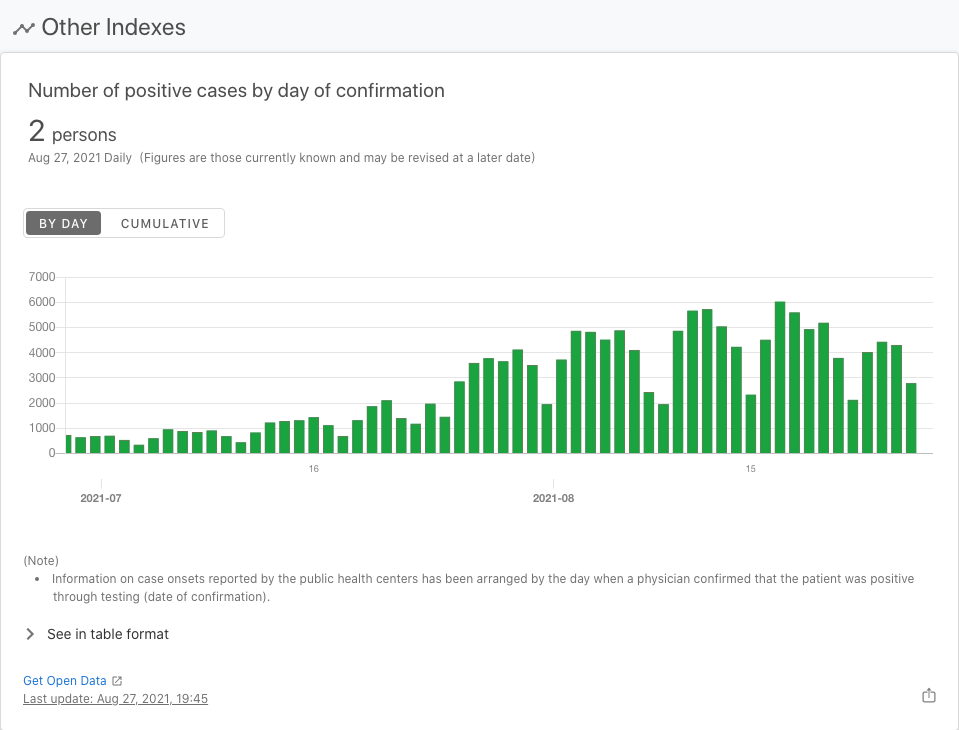 Other Indexes
Number of positive cases by day of confirmation
2 persons
Aug 27, 2021 Daily (Figures are those currently known and may be revised at a later date)
BY DAY CUMULATIVE
7000
6000
5000
4000
3000
2000
1000
0
16 15
2021-07 2021-08
(Note)
• Information on case onsets reported by the public health centers has been arranged by the day when a physician confirmed that the patient was positive
through testing (date of confirmation).
See in table format
Get Open Data
Last update: Aug 27, 2021, 19:45